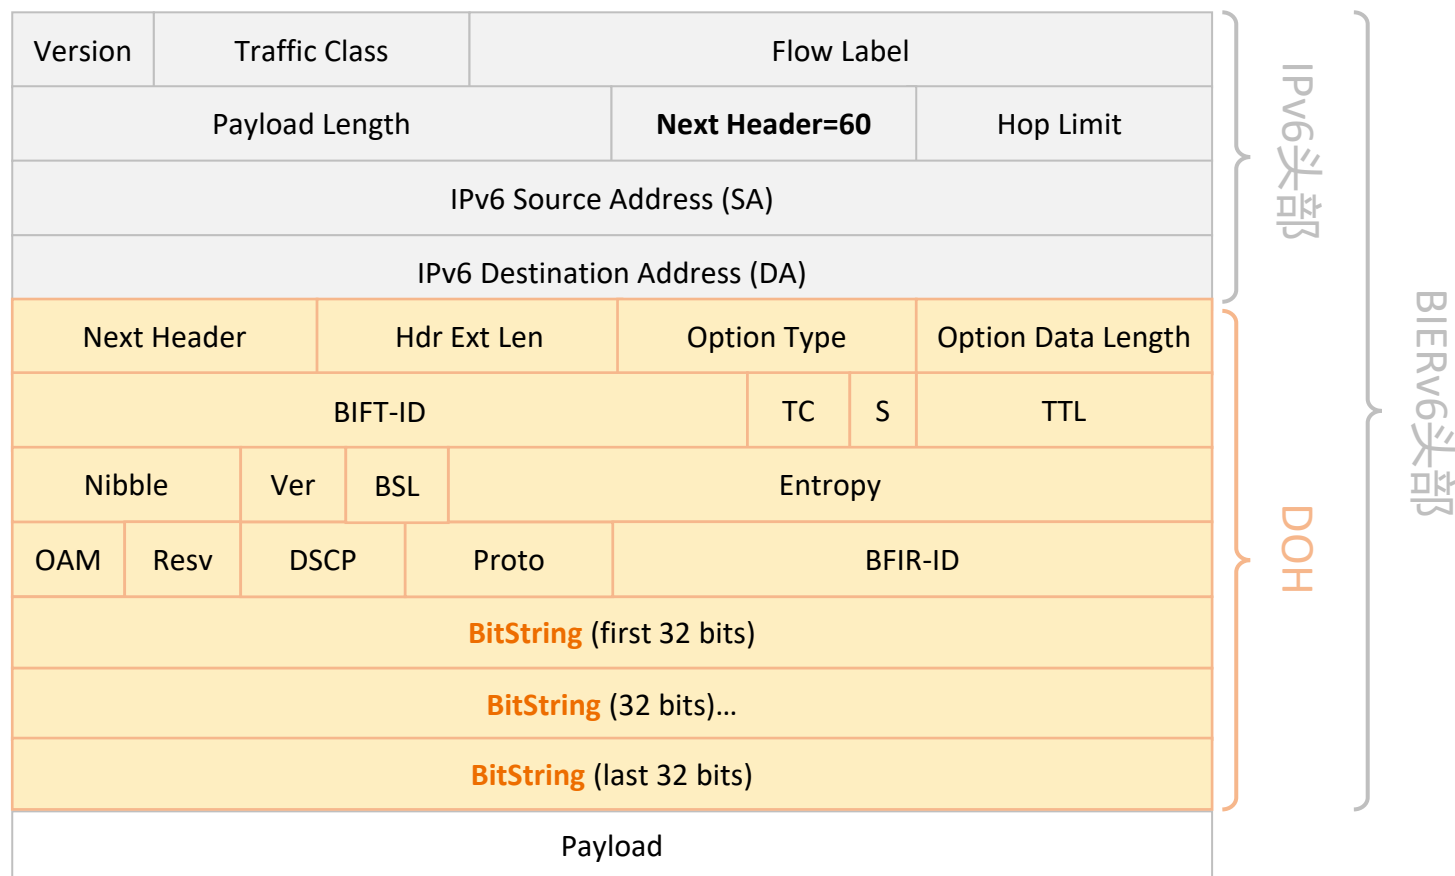 Version
Traffic Class
Flow Label
Payload Length
Next Header=60
Hop Limit
IPv6 Source Address (SA)
IPv6 Destination Address (DA)
Next Header
Hdr Ext Len
Option Type
Option Data Length
BIFT-ID
TC
S
TTL
Nibble
Ver
BSL
Entropy
OAM
Resv
DSCP
Proto
BFIR-ID
BitString (first 32 bits)
BitString (32 bits)...
BitString (last 32 bits)
Payload
IPv6头部
DOH
BIERv6头部